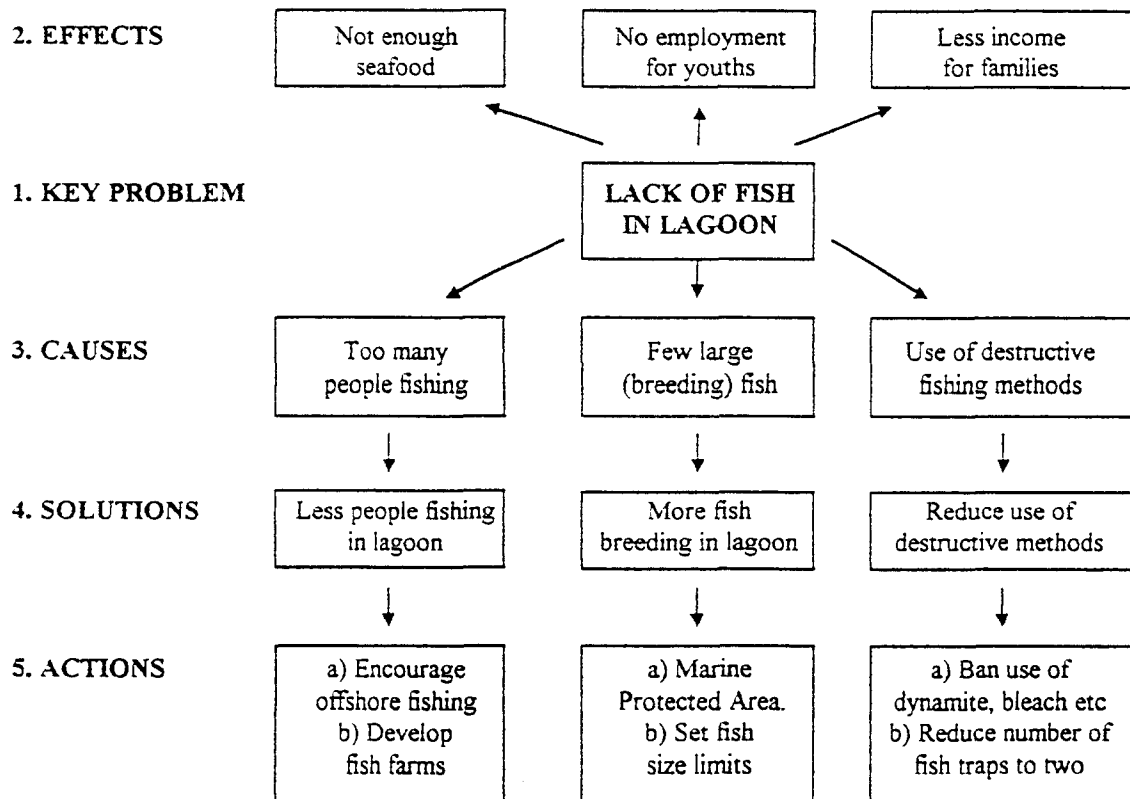 2. EFFECTS
Not enough
seafood
No employment
for youths
Less income
for families
1. KEY PROBLEM
LACK OF FISH
IN LAGOON
3. CAUSES
Too many
people fishing
Few large
(breeding) fish
Use of destructive
fishing methods
4. SOLUTIONS
Less people fishing
in lagoon
More fish
breeding in lagoon
Reduce use of
destructive methods
5. ACTIONS
a) Encourage
offshore fishing
b) Develop
fish farms
a) Marine
Protected Area.
b) Set fish
size limits
a) Ban use of
dynamite, bleach etc
b) Reduce number of
fish traps to two